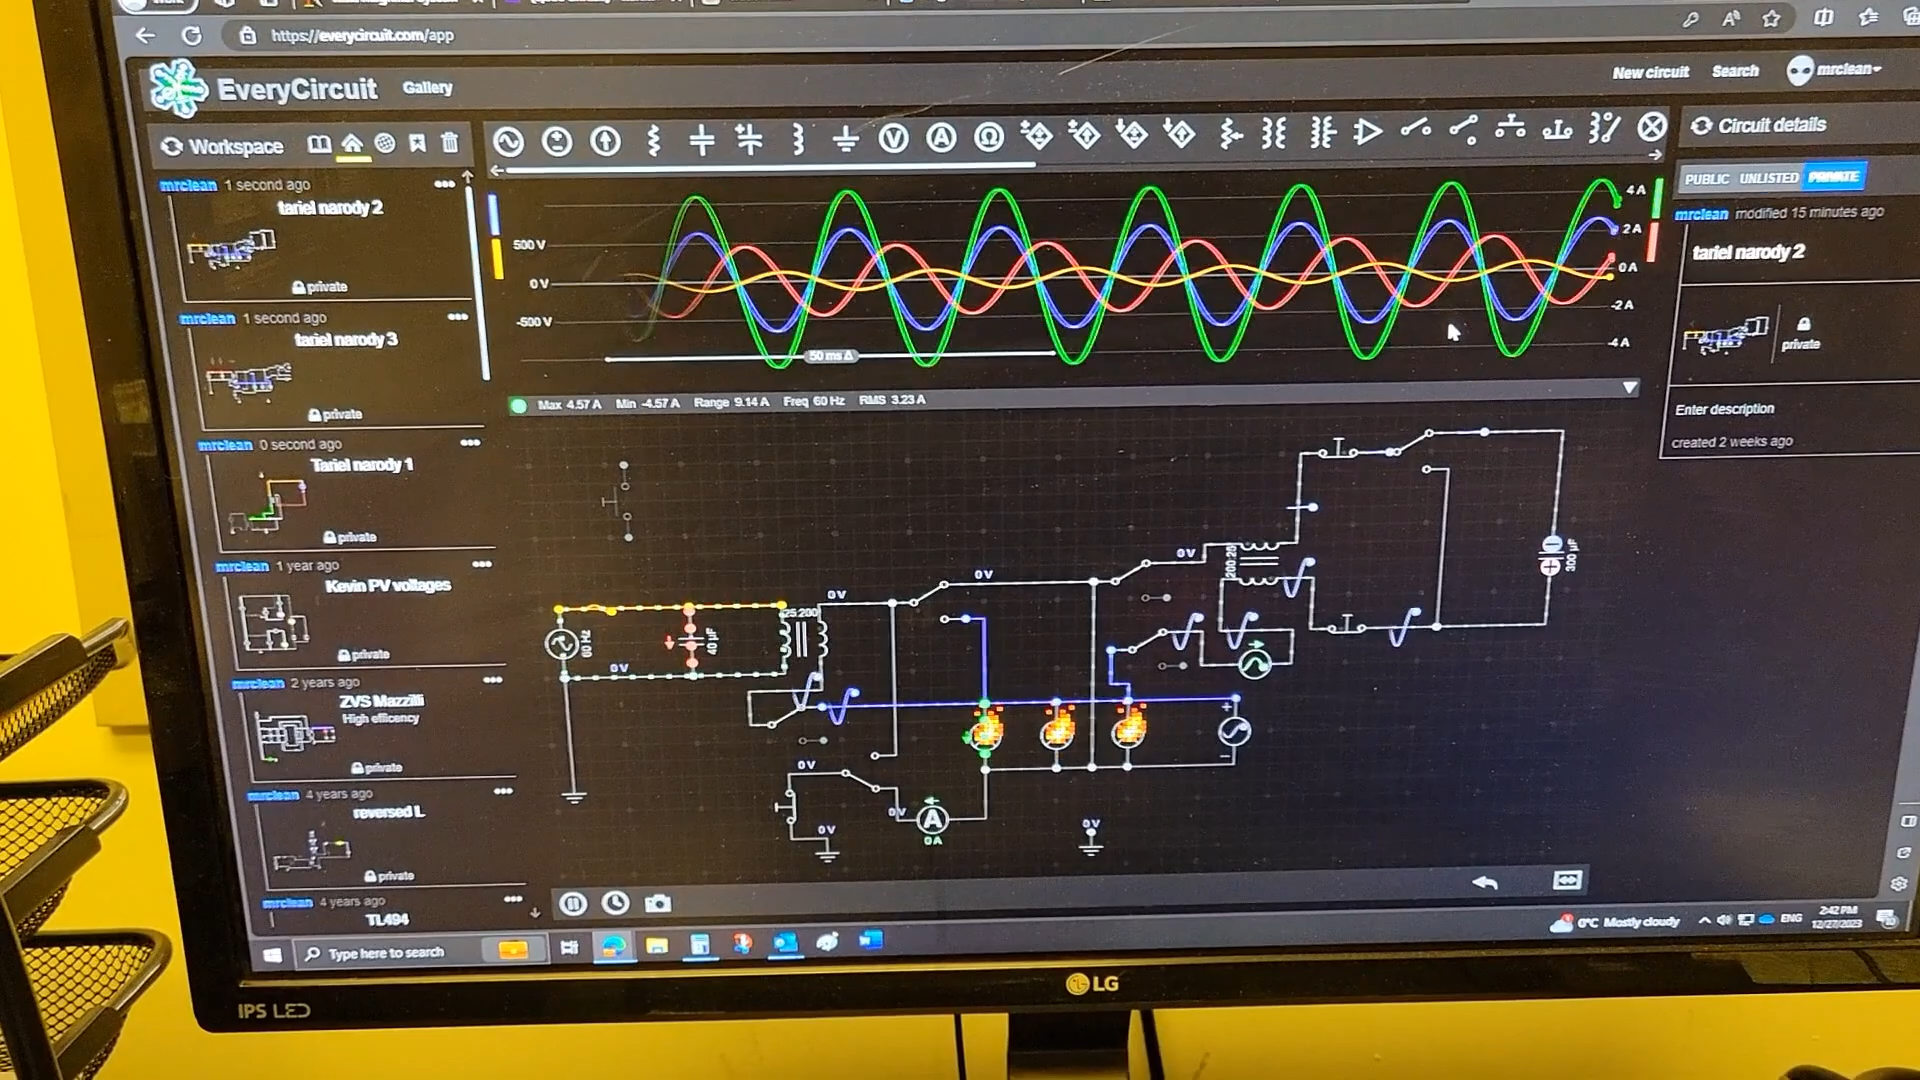 https://everycircuit.com/app
EveryCircuit
Gallery
New circuit
Search
mrclean
Workspace
Circuit details
PUBLIC UNLISTED PRIVATE
mrclean modified 15 minutes ago
tariel narody 2
private
Enter description
created 2 weeks ago
mrclean 1 second ago
tariel narody 2
private
mrclean 1 second ago
tariel narody 3
private
mrclean 0 second ago
Tariel narody 1
private
mrclean 1 year ago
Kevin PV voltages
private
mrclean 2 years ago
ZVS Mazzilli
High efficency
private
mrclean 4 years ago
reversed L
private
mrclean 4 years ago
TL494
V
A
Ω
500 V
0 V
-500 V
4 A
2 A
0 A
-2 A
-4 A
50 ms Δ
Max 4.57 A Min -4.57 A Range 9.14 A Freq 60 Hz RMS 3.23 A
60 Hz
0 V
40 µF
25:200
0 V
0 V
0 V
200:25
300 µF
0 V
0 V
0 V
A
0A
0 V
Type here to search
0°C Mostly cloudy
ENG
2:42 PM
12/27/2023
IPS LED
LG